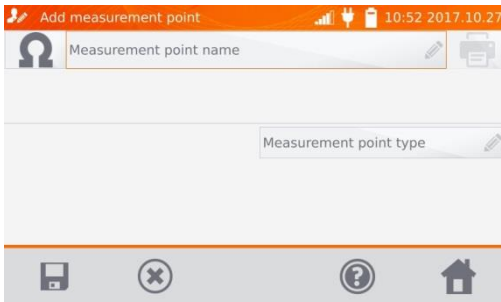 Add measurement point 10:52 2017.10.27
Ω Measurement point name
Measurement point type